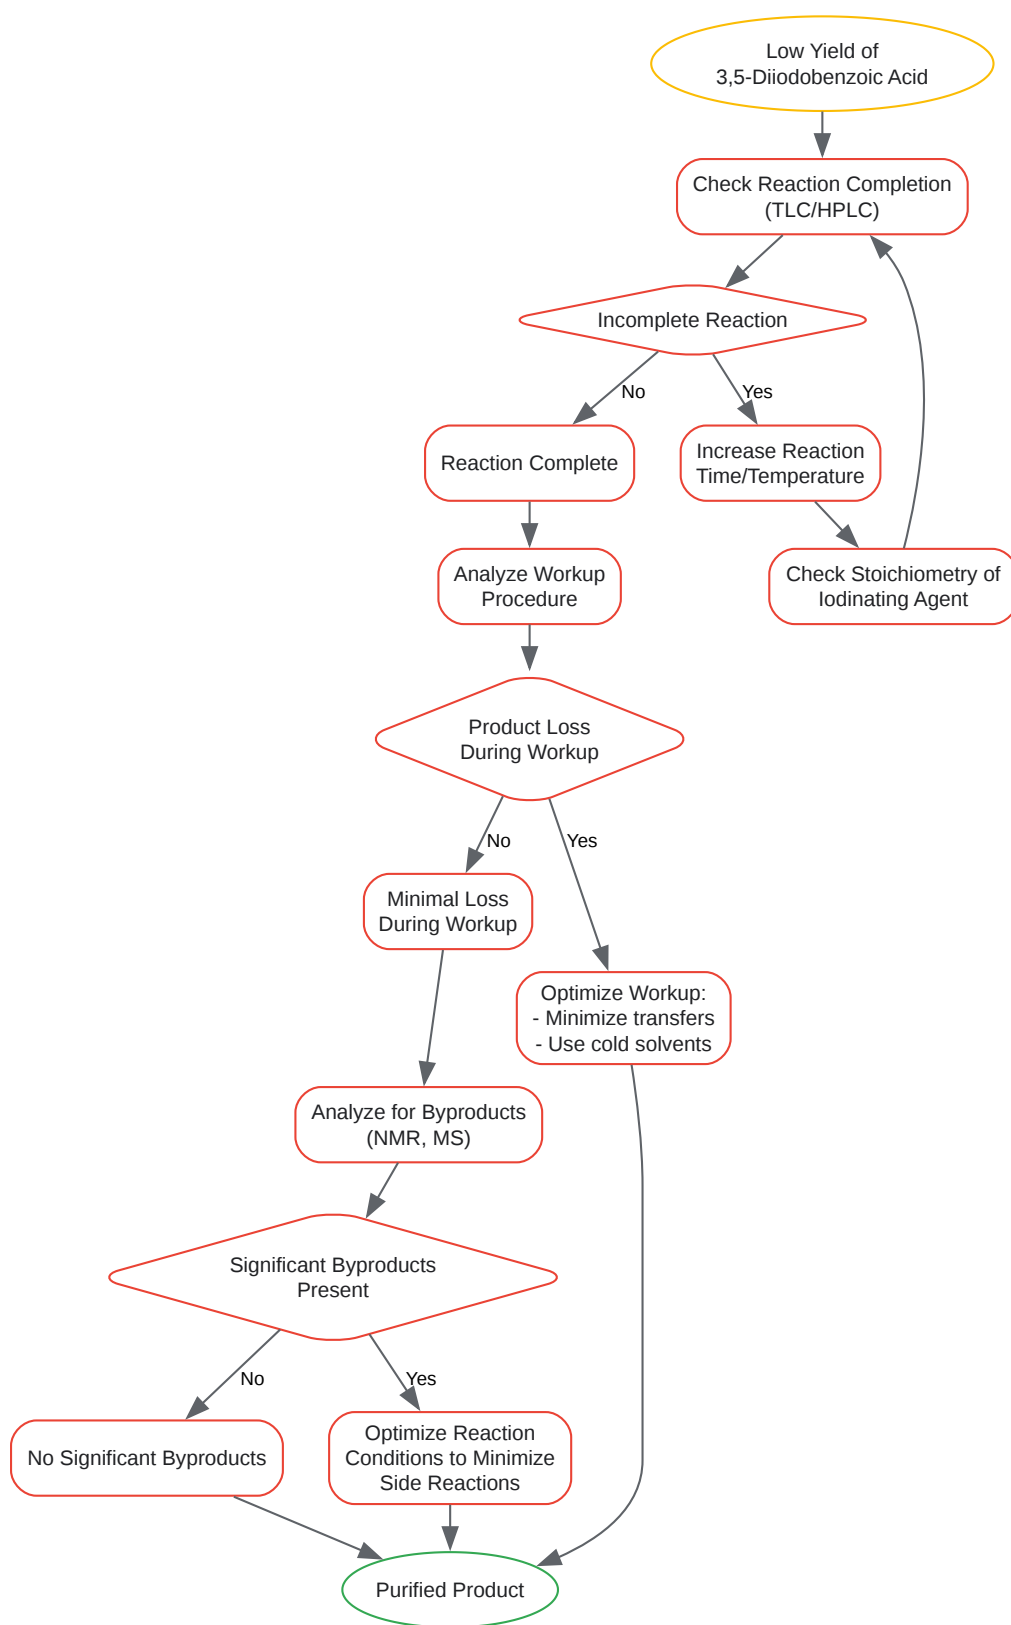 Low Yield of
3,5-Diiodobenzoic Acid
Check Reaction Completion
(TLC/HPLC)
Incomplete Reaction
No
Yes
Reaction Complete
Increase Reaction
Time/Temperature
Analyze Workup
Procedure
Check Stoichiometry of
Iodinating Agent
Product Loss
During Workup
No
Yes
Minimal Loss
During Workup
Optimize Workup:
- Minimize transfers
- Use cold solvents
Analyze for Byproducts
(NMR, MS)
Significant Byproducts
Present
No
Yes
No Significant Byproducts
Optimize Reaction
Conditions to Minimize
Side Reactions
Purified Product